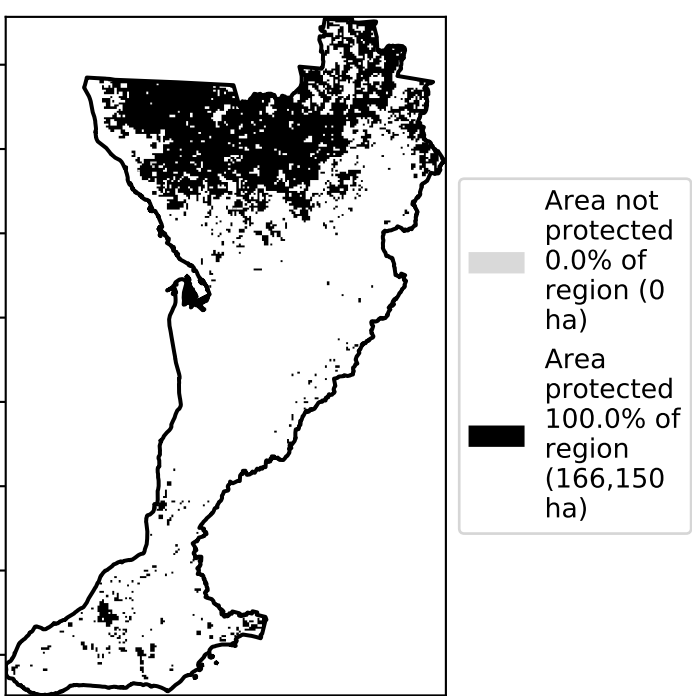 Area not
protected
0.0% of
region (0
ha)
Area
protected
100.0% of
region
(166,150
ha)